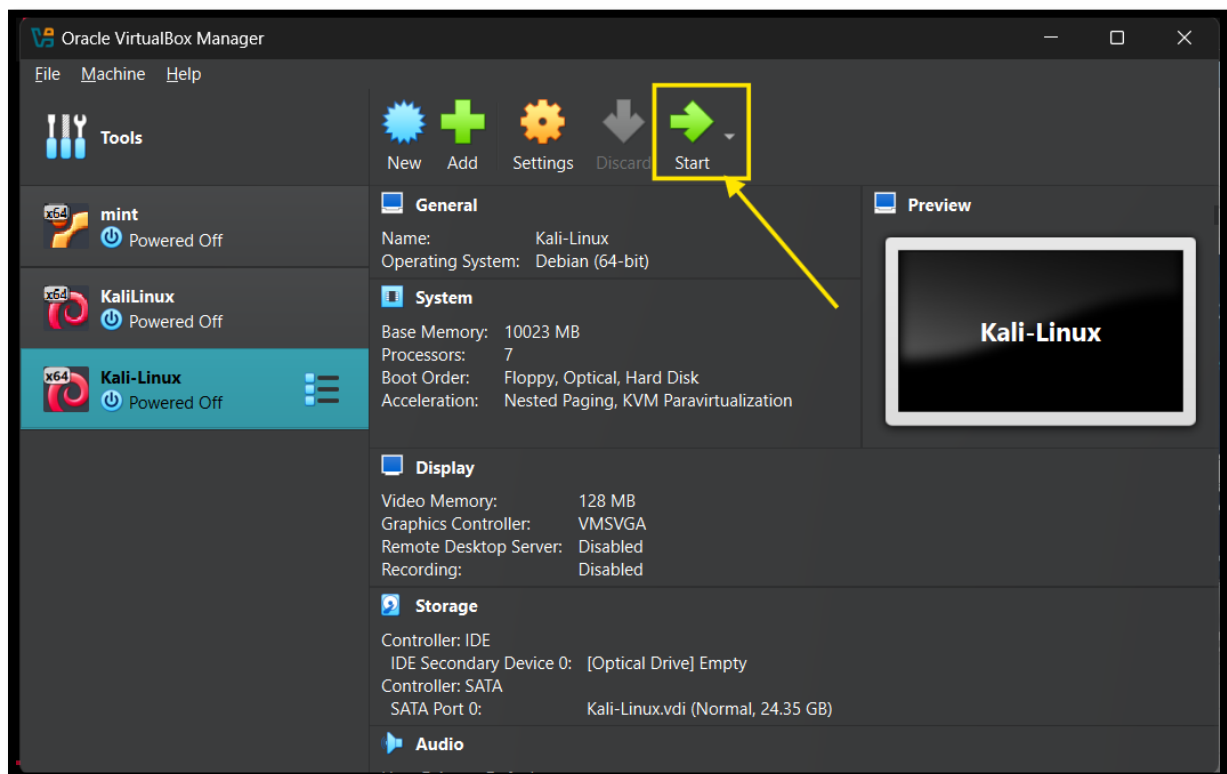 Oracle VirtualBox Manager
File Machine Help
Tools
New Add Settings Discard Start
x64 mint
Powered Off
x64 KaliLinux
Powered Off
x64 Kali-Linux
Powered Off
General
Name: Kali-Linux
Operating System: Debian (64-bit)
System
Base Memory: 10023 MB
Processors: 7
Boot Order: Floppy, Optical, Hard Disk
Acceleration: Nested Paging, KVM Paravirtualization
Preview
Kali-Linux
Display
Video Memory: 128 MB
Graphics Controller: VMSVGA
Remote Desktop Server: Disabled
Recording: Disabled
Storage
Controller: IDE
IDE Secondary Device 0: [Optical Drive] Empty
Controller: SATA
SATA Port 0: Kali-Linux.vdi (Normal, 24.35 GB)
Audio